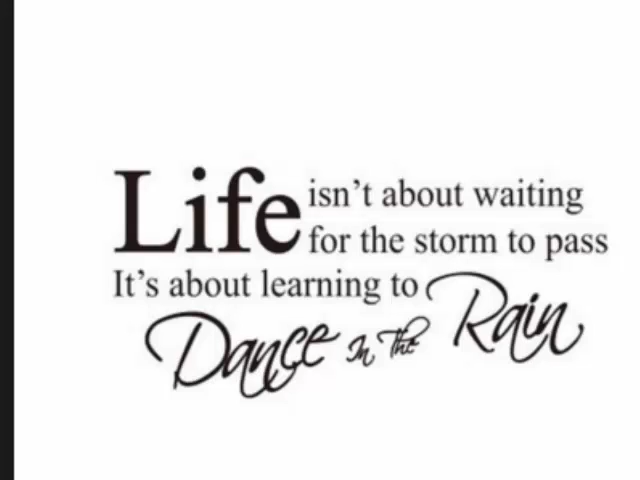 Life isn't about waiting
for the storm to pass
It's about learning to
Dance In The Rain